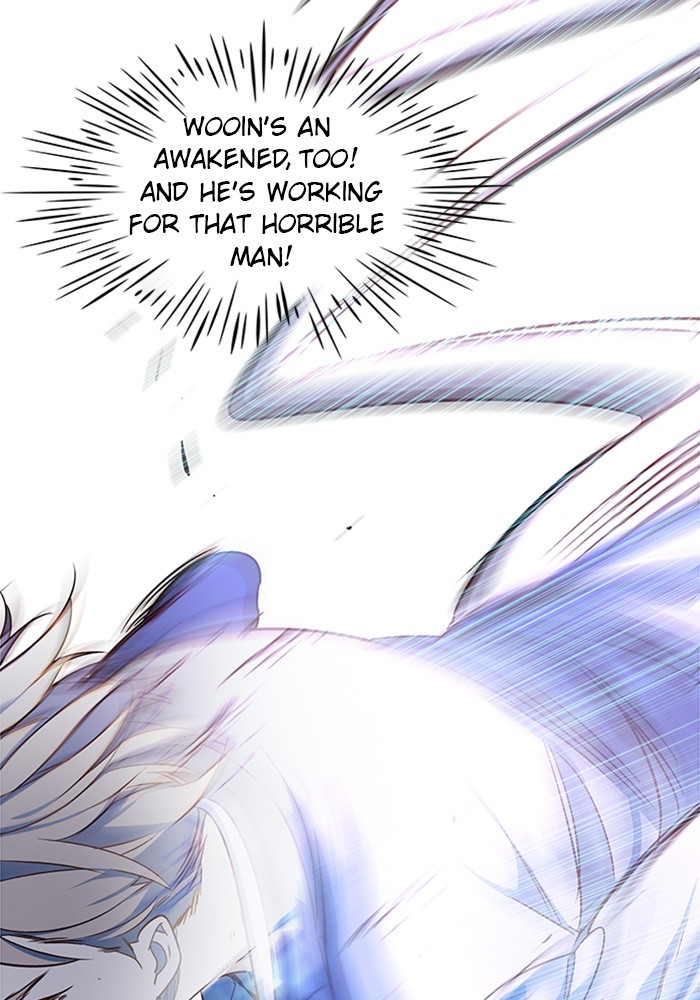 WOOIN'S AN
AWAKENED, TOO!
AND HE'S WORKING
FOR THAT HORRIBLE
MAN!